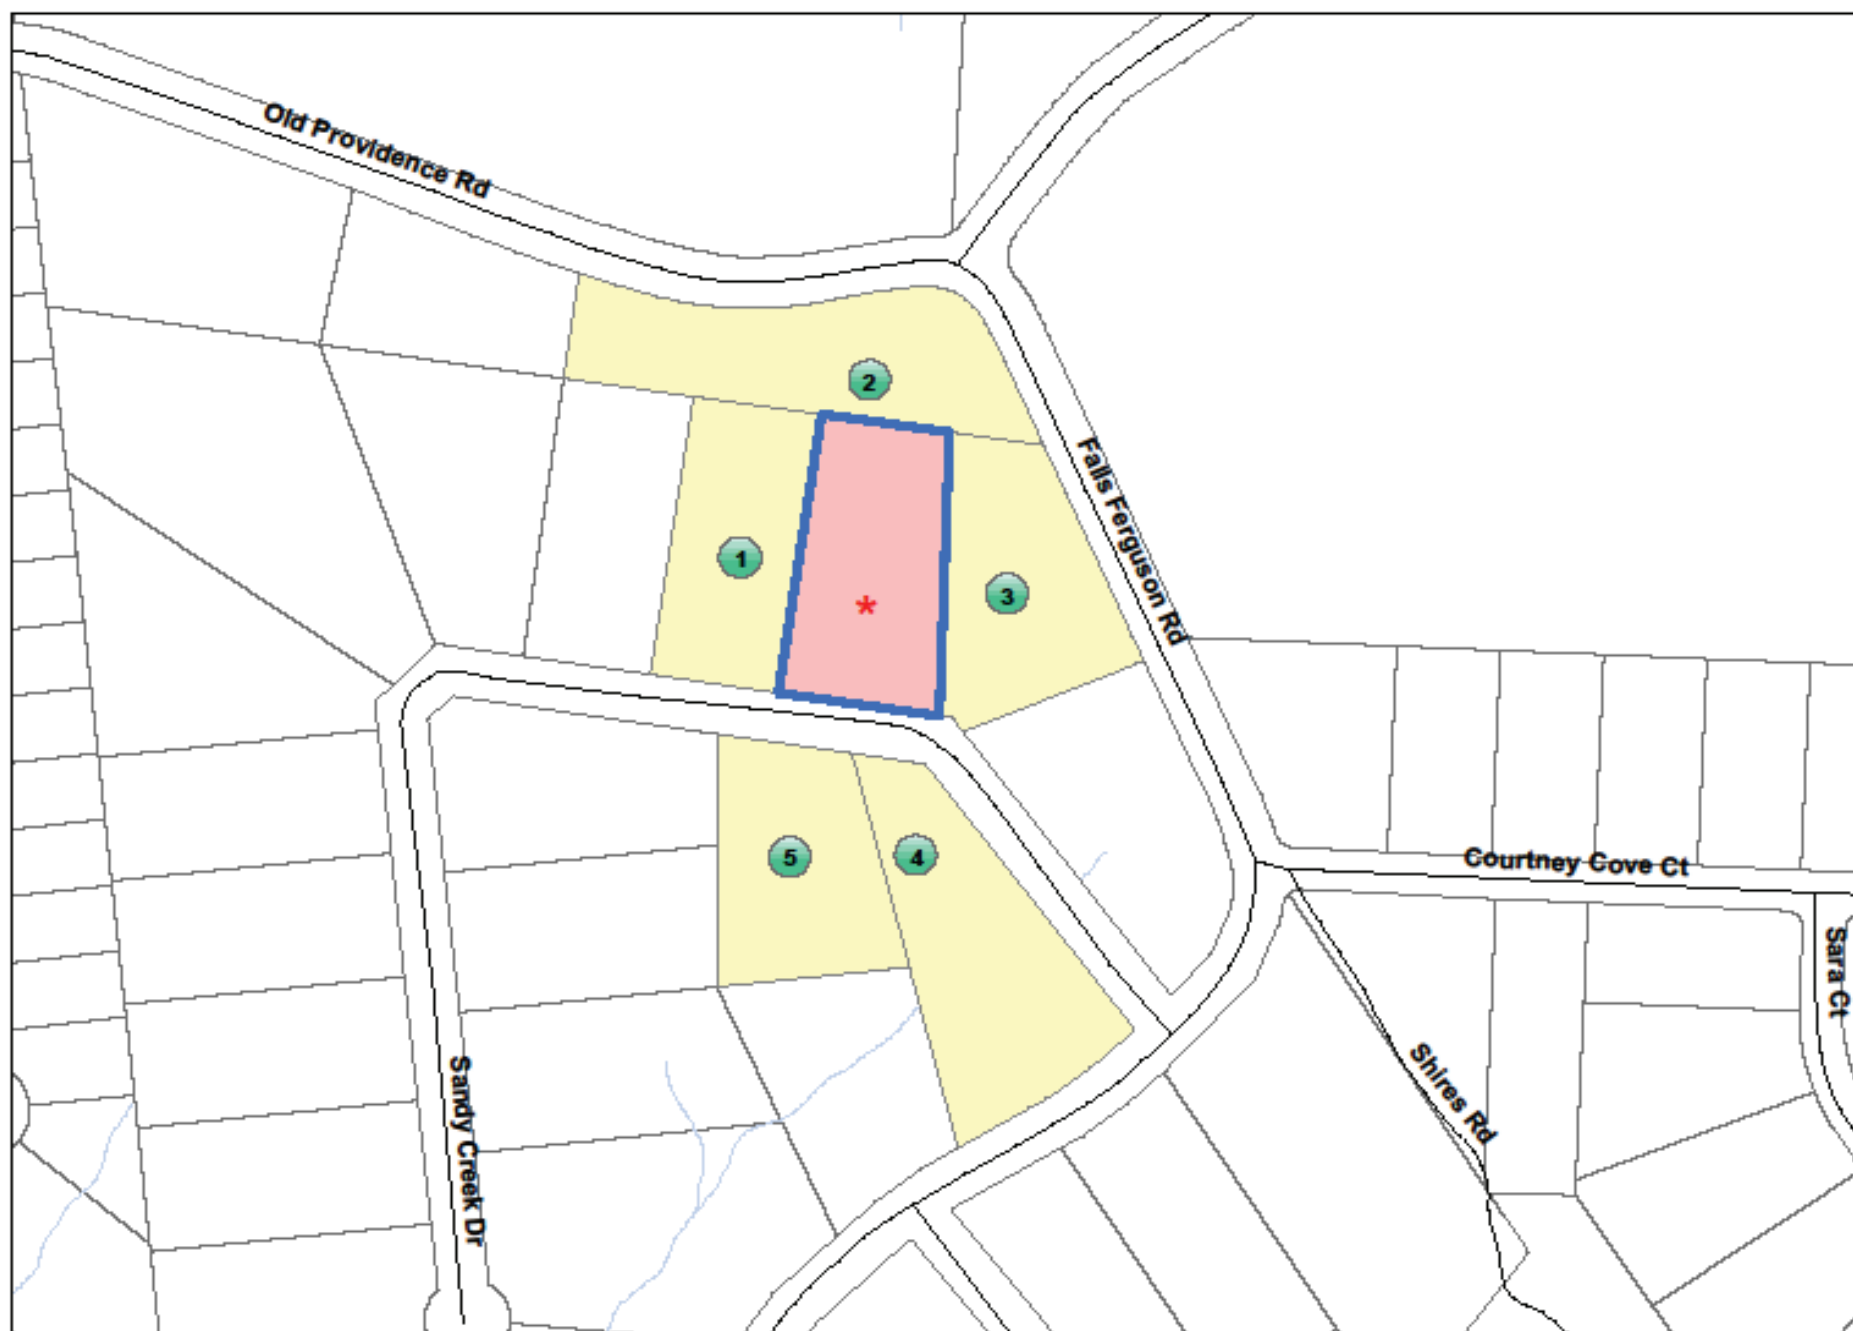 Old Providence Rd
2
Falls Ferguson Rd
1
3
*
5
4
Courtney Cove Ct
Sara Ct
Shires Rd
Sandy Creek Dr